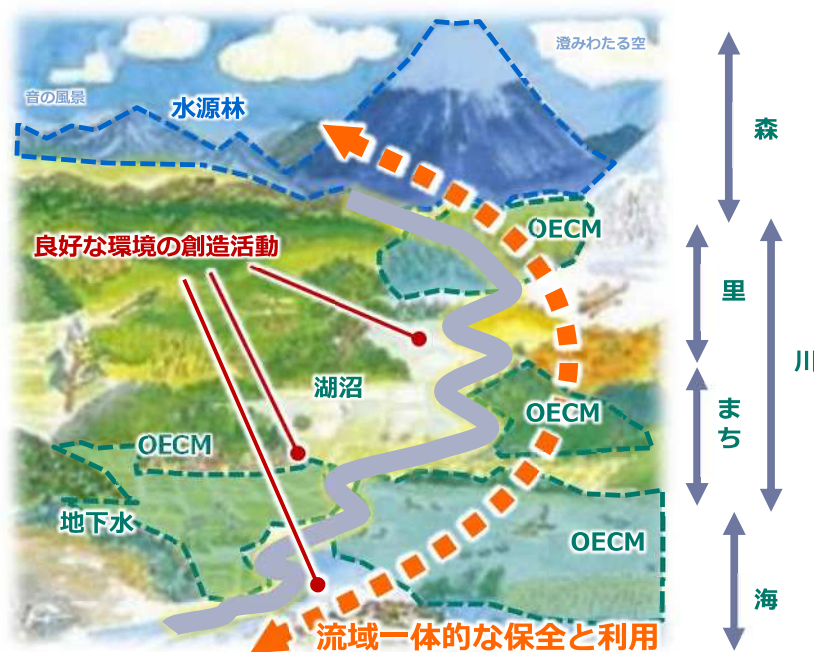 澄みわたる空
音の風景
水源林
森
OECM
良好な環境の創造活動
里
川
湖沼
OECM
まち
OECM
地下水
OECM
海
流域一体的な保全と利用